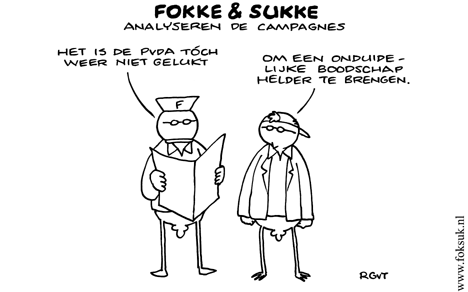 FOKKE & SUKKE
ANALYSEREN DE CAMPAGNES
HET IS DE PVDA TÓCH
WEER NIET GELUKT
OM EEN ONDUIDE-
LIJKE BOODSCHAP
HELDER TE BRENGEN.
F
RGVT
www.foksuk.nl